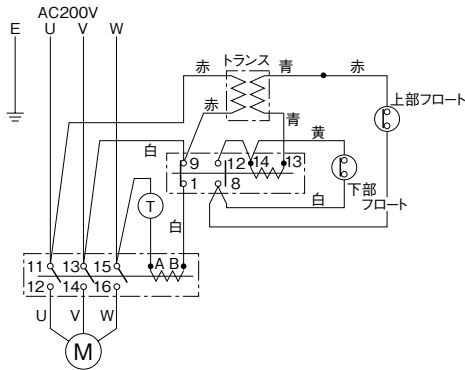 AC200V
E U V W
トランス
赤 青 赤
赤
上部フロート
青
黄
白
9 12 14 13
1 8
下部
フロート
白
T
白
11 13 15 A B
12 14 16
U V W
M